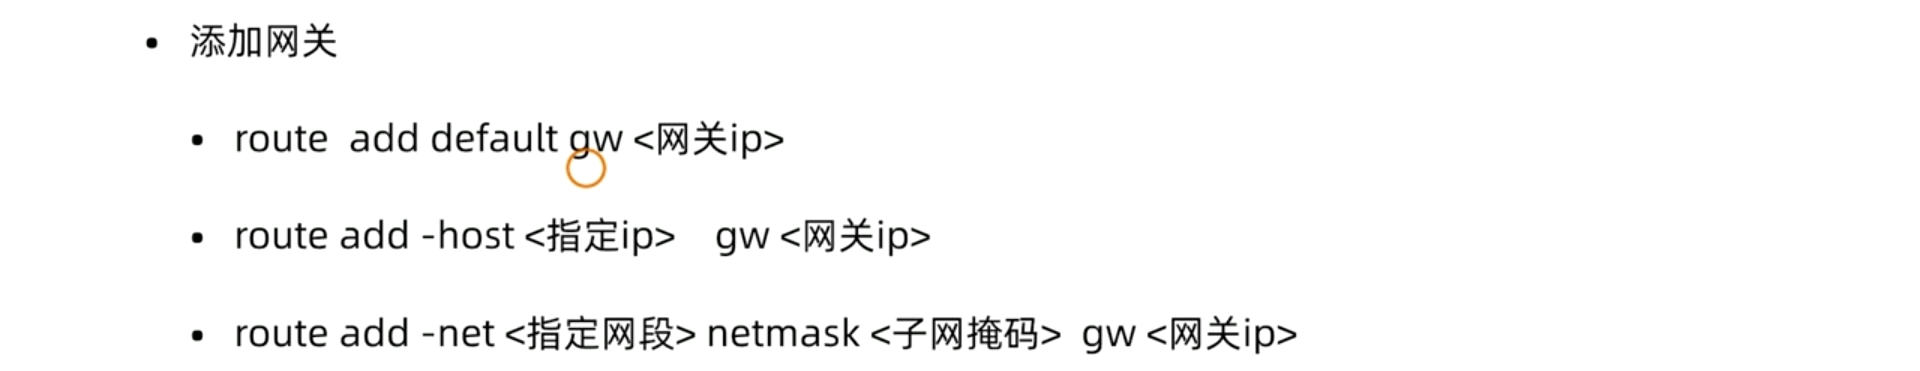 • 添加网关
• route  add default gw <网关ip>
• route add -host <指定ip>    gw <网关ip>
• route add -net <指定网段> netmask <子网掩码>  gw <网关ip>